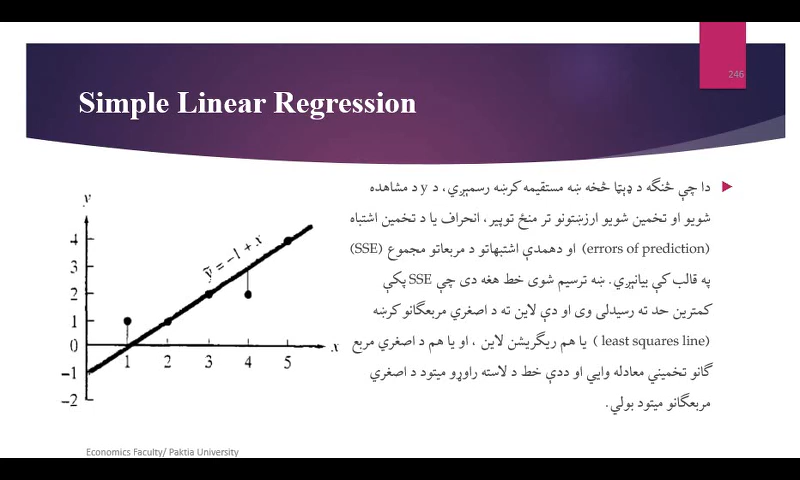 246
Simple Linear Regression
دا چې څنګه د ډېټا څخه ښه مستقیمه کرښه رسمېږي، د y د مشاهده
شویو او تخمین شویو ارزښتونو تر منځ توپیر، انحراف یا د تخمین اشتباه
(errors of prediction) او دهمدې اشتبهاتو د مربعاتو مجموع (SSE)
په قالب کې بیانېږي. ښه ترسیم شوی خط هغه دی چې SSE پکې
کمترین حد ته رسیدلی وی او دې لاین ته د اصغري مربعګانو کرښه
(least squares line ) یا هم ریګریشن لاین ، او یا هم د اصغري مربع
ګانو تخمیني معادله وایي او ددې خط د لاسته راوړو میتود د اصغري
مربعګانو میتود بولي.
y
4
3
2
1
0
-1
-2
1 2 3 4 5 x
ỹ = -1 + x
Economics Faculty/ Paktia University